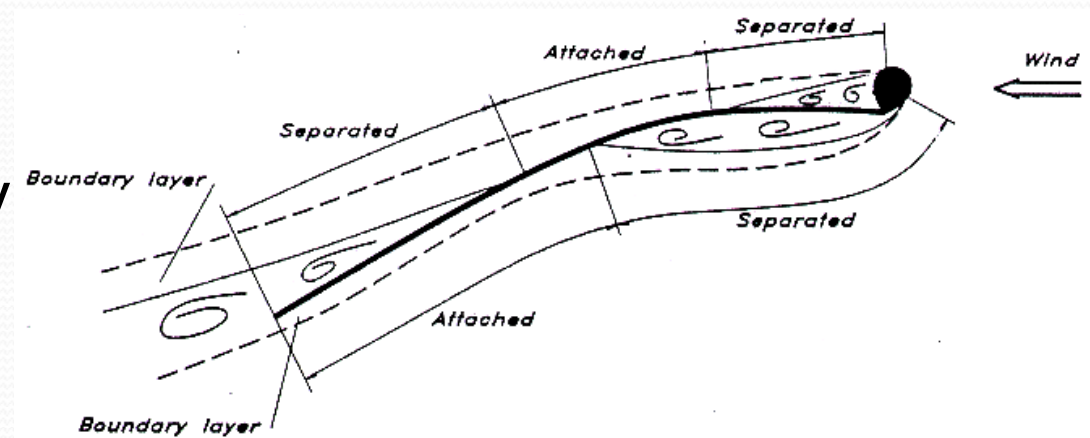 Separated
Attached
Wind
Separated
Boundary layer
Separated
Attached
Boundary layer